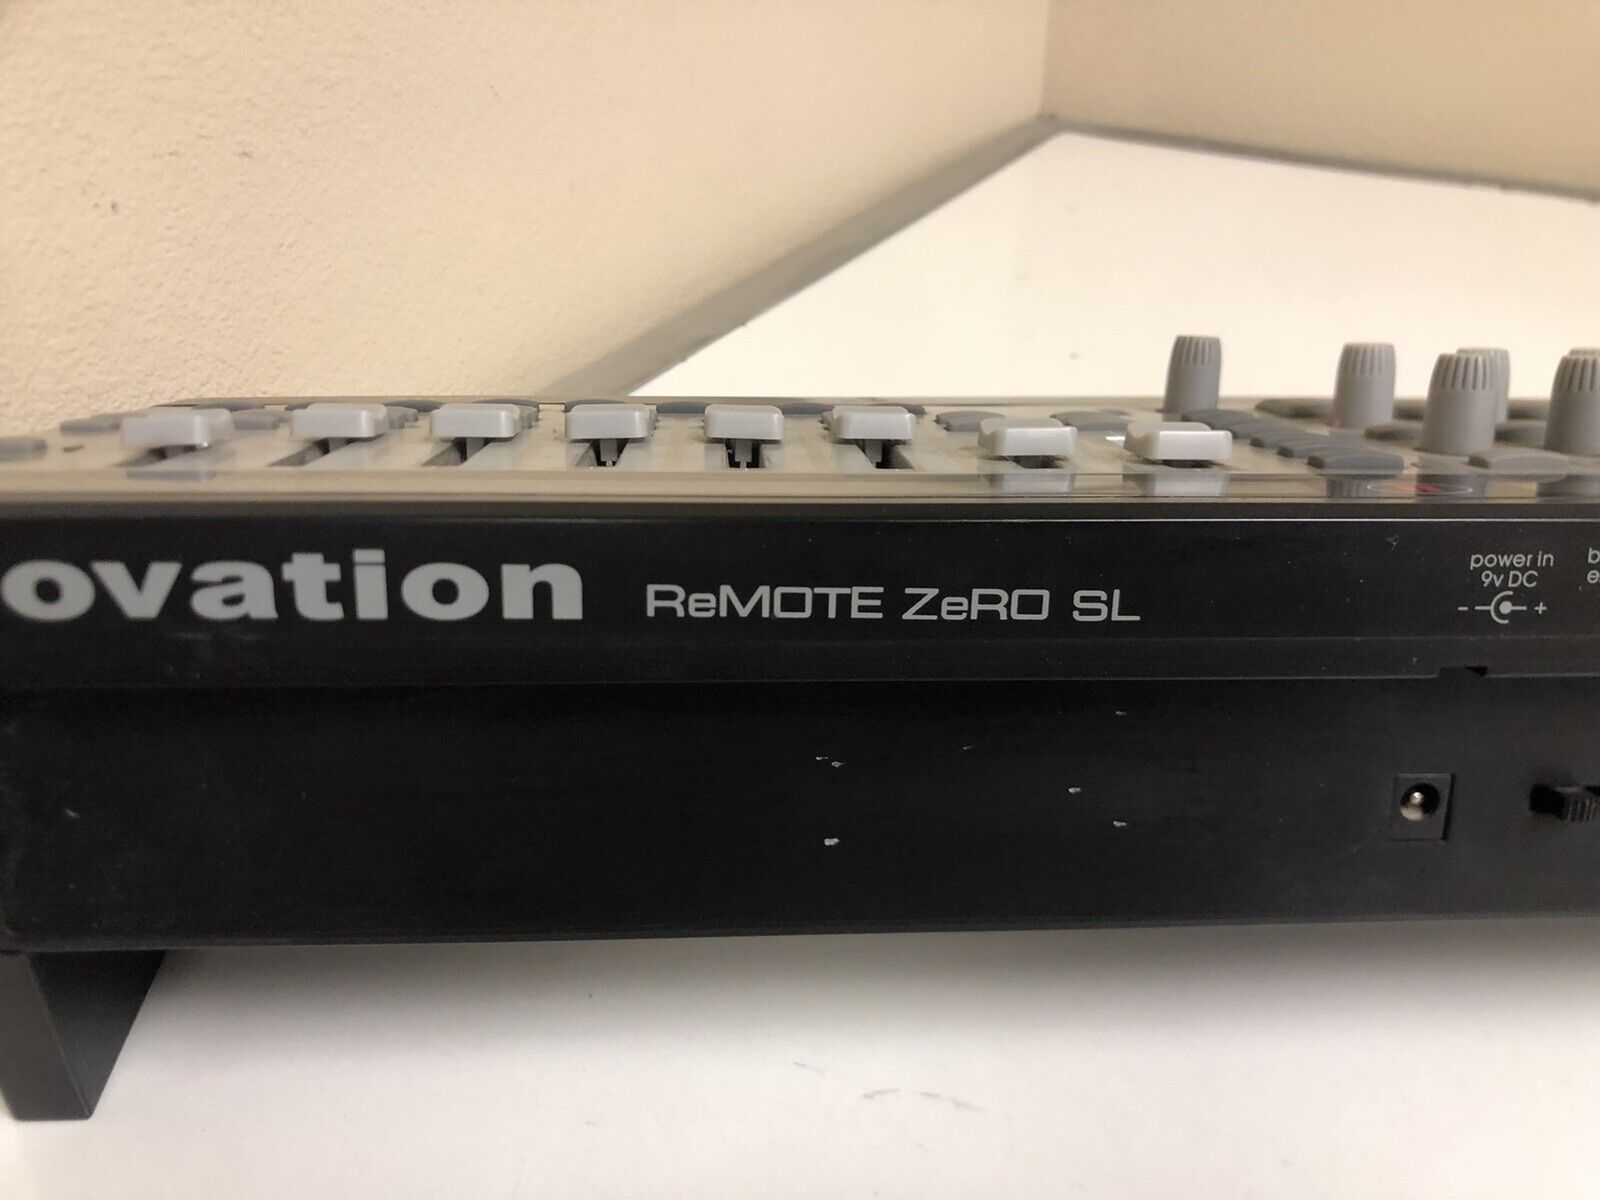 ovation ReMOTE ZeRO SL
power in
9v DC
- +